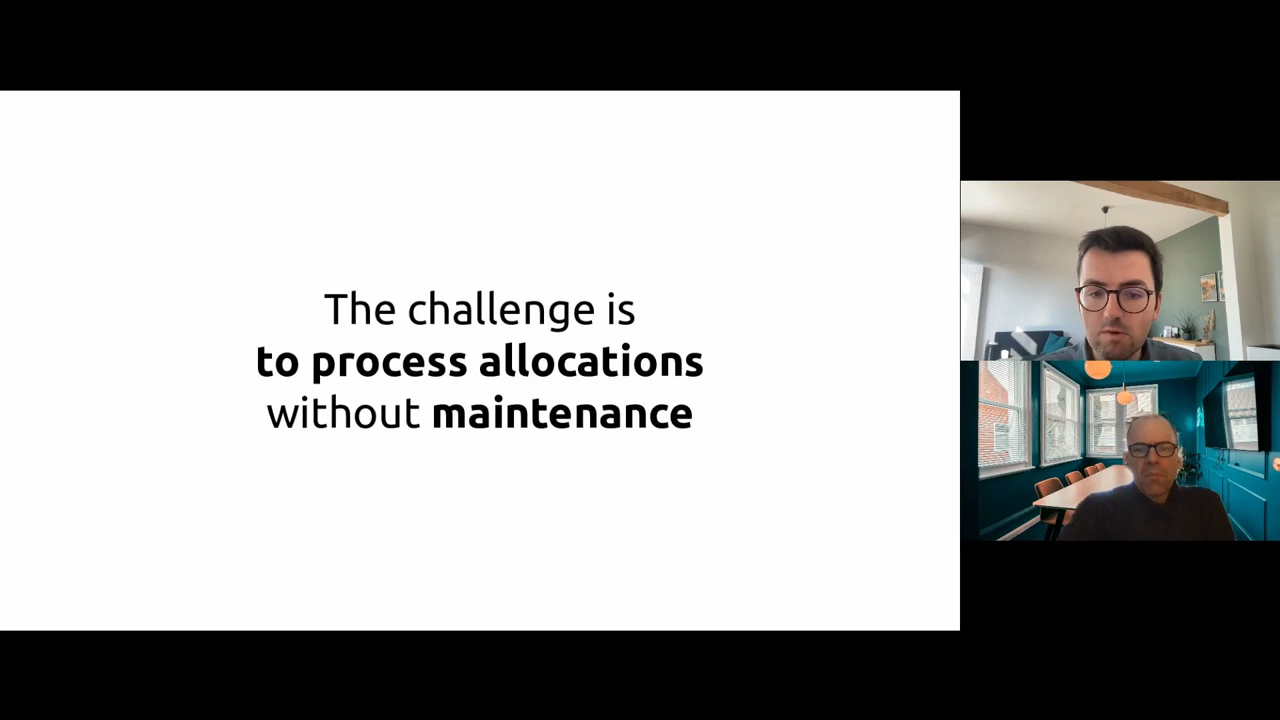 The challenge is
to process allocations
without maintenance